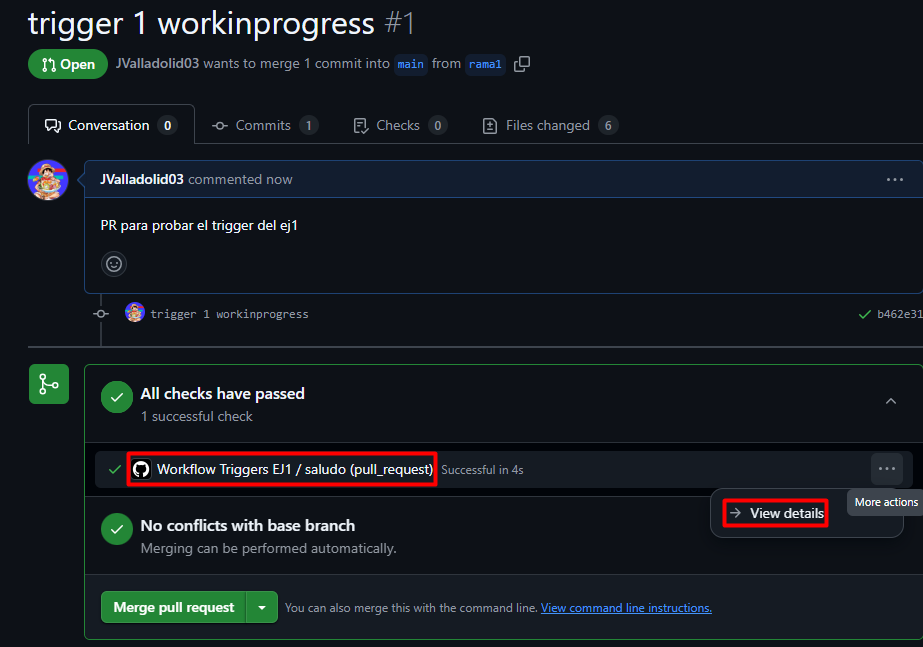 trigger 1 workinprogress #1
Open JValladolid03 wants to merge 1 commit into main from rama1
Conversation 0 Commits 1 Checks 0 Files changed 6
JValladolid03 commented now
PR para probar el trigger del ej1
trigger 1 workinprogress b462e31
All checks have passed
1 successful check
Workflow Triggers EJ1 / saludo (pull_request) Successful in 4s
More actions
View details
No conflicts with base branch
Merging can be performed automatically.
Merge pull request You can also merge this with the command line. View command line instructions.